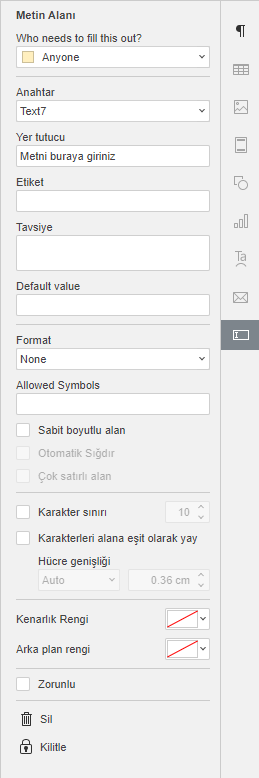 Metin Alanı
Who needs to fill this out?
Anyone
Anahtar
Text7
Yer tutucu
Metni buraya giriniz
Etiket
Tavsiye
Default value
Format
None
Allowed Symbols
Sabit boyutlu alan
Otomatik Sığdır
Çok satırlı alan
Karakter sınırı 10
Karakterleri alana eşit olarak yay
Hücre genişliği
Auto 0.36 cm
Kenarlık Rengi
Arka plan rengi
Zorunlu
Sil
Kilitle
Ta